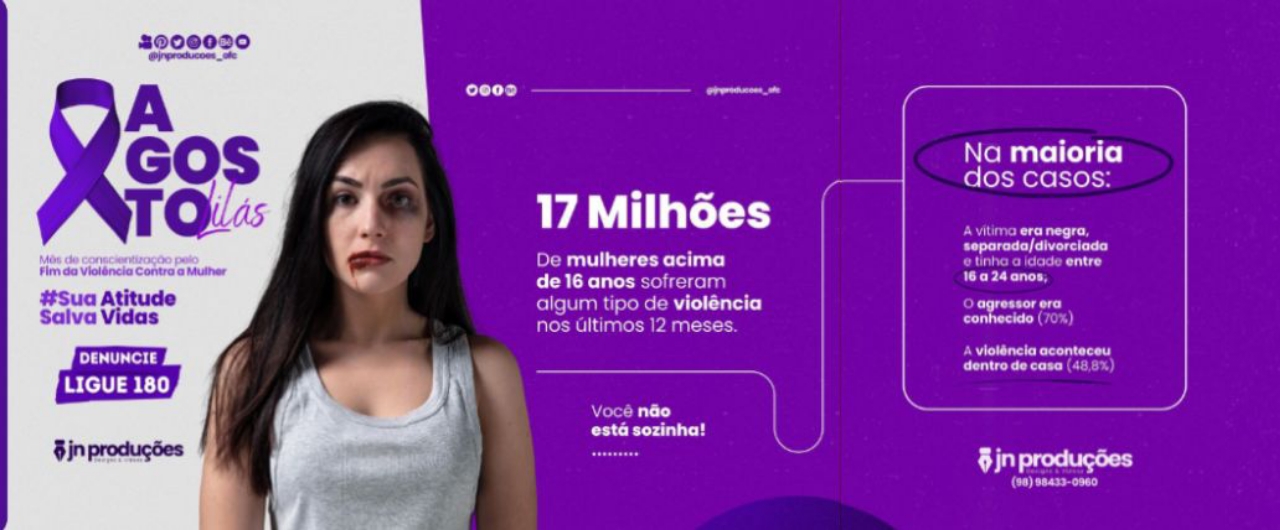 @jnproducoes_ofc
A
GOS
TO
Lilás
Mês de conscientização pelo
Fim da Violência Contra a Mulher
#Sua Atitude
Salva Vidas
DENUNCIE
LIGUE 180
jn produções
@jnproducoes_ofc
17 Milhões
De mulheres acima
de 16 anos sofreram
algum tipo de violência
nos últimos 12 meses.
Você não
está sozinha!
Na maioria
dos casos:
A vítima era negra,
separada/divorciada
e tinha a idade entre
16 a 24 anos;
O agressor era
conhecido (70%)
A violência aconteceu
dentro de casa (48,8%)
jn produções
(98) 98433-0960